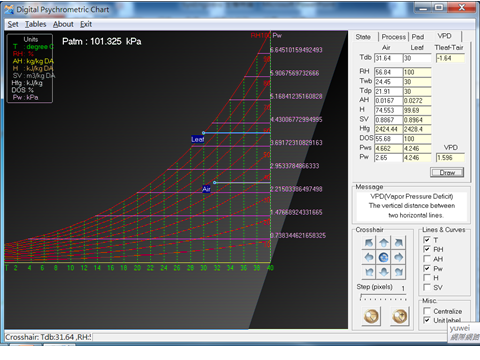 Digital Psychrometric Chart
Set Tables About Exit
Units
T degree C
RH: %
AH : kg/kg DA
H : kJ/kg DA
SV : m3/kg DA
Hfg : kJ/kg
DOS: %
Pw : kPa
Patm : 101.325 kPa
RH % Pw
6.64510159492493
5.9067569732666
5.16841235160828
4.43006772994995
3.69172310829163
2.9533784866333
2.21503386497498
1.47668924331665
0.738344621658325
Leaf
Air
T 2 4 6 8 10 12 14 16 18 20 22 24 26 28 30 32 34 36 38 40
State Process Pad VPD
Air Leaf Tleaf-Tair
Tdb 31.64 30 -1.64
RH 56.84 100
Twb 24.45 30
Tdp 21.91 30
AH 0.0167 0.0272
H 74.553 99.69
SV 0.8867 0.8964
Hfg 2424.44 2428.4
DOS 55.68 100
Pws 4.662 4.246 VPD
Pw 2.65 4.246 1.596
Draw
Message
VPD(Vapor Pressure Deficit)
The vertical distance between
two horizontal lines.
Crosshair
Step (pixels) 1
Lines & Curves
T
RH
AH
Pw
H
SV
Misc.
Centralize
Unit label
yuwei
Crosshair: Tdb:31.64 ,RH: